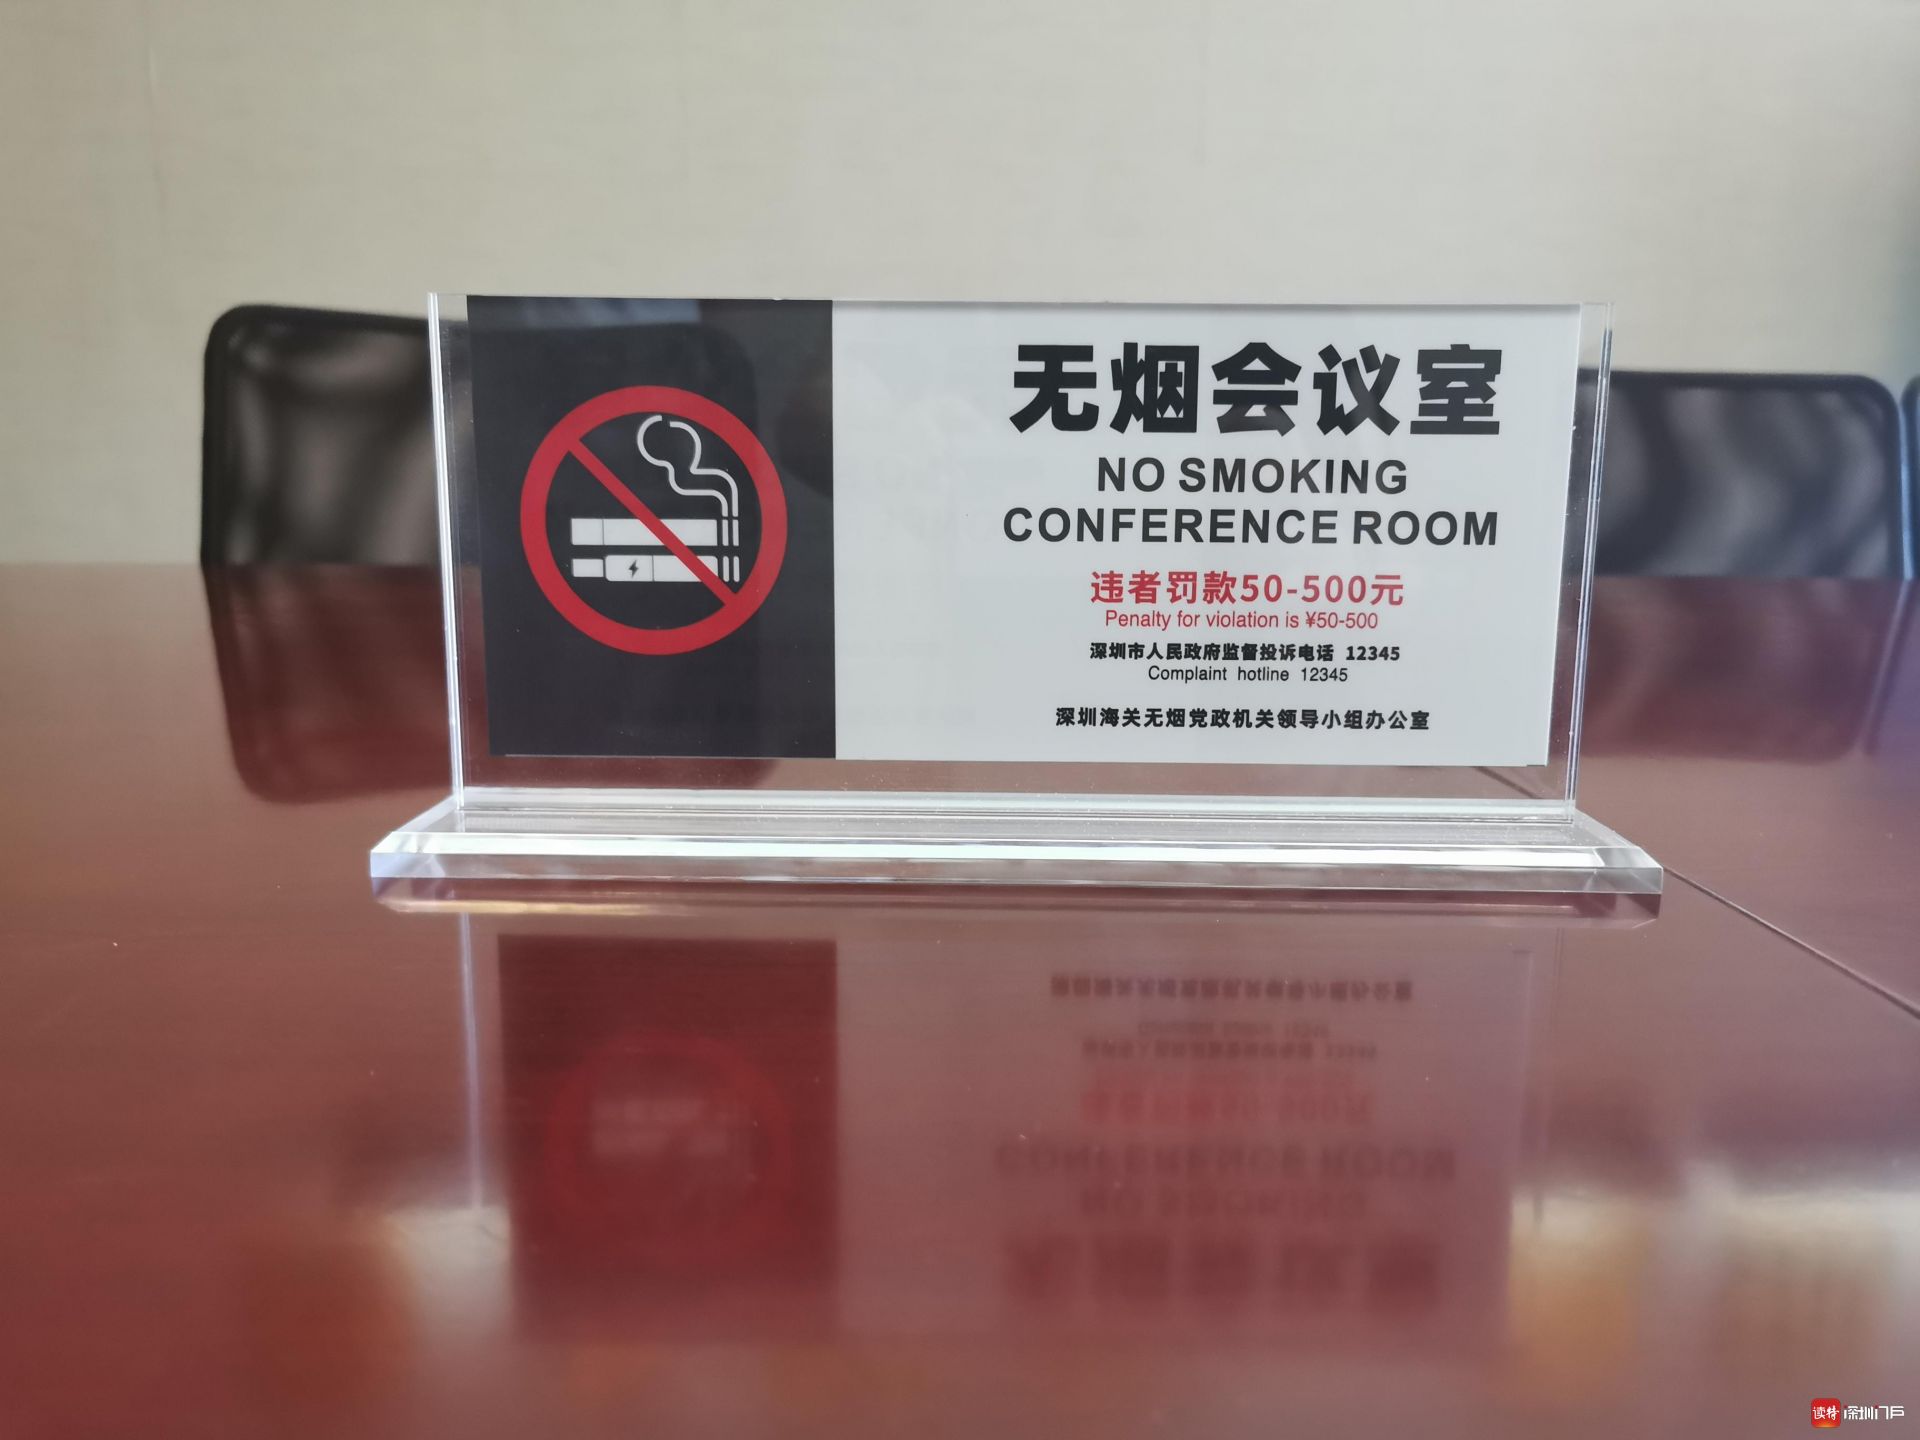 无烟会议室
NO SMOKING
CONFERENCE ROOM
违者罚款50-500元
Penalty for violation is ¥50-500
深圳市人民政府监督投诉电话 12345
Complaint hotline 12345
深圳海关无烟党政机关领导小组办公室
读特 深圳门户